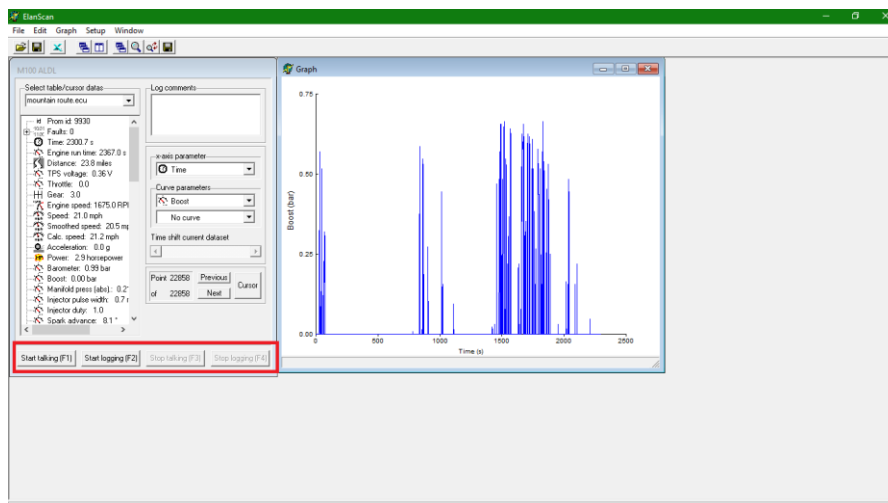 ElanScan
File Edit Graph Setup Window
M100 ALDL
Select table/cursor datas
mountain route.ecu
Prom id: 9930
Faults: 0
Time: 2300.7 s
Engine run time: 2367.0 s
Distance: 23.8 miles
TPS voltage: 0.36 V
Throttle: 0.0
Gear: 3.0
Engine speed: 1675.0 RPI
Speed: 21.0 mph
Smoothed speed: 20.5 mp
Calc. speed: 21.2 mph
Acceleration: 0.0 g
Power: 2.9 horsepower
Barometer: 0.99 bar
Boost: 0.00 bar
Manifold press (abs).: 0.2
Injector pulse width: 0.7
Injector duty: 1.0
Spark advance: 8.1 °
Log comments
x-axis parameter
Time
Curve parameters
Boost
No curve
Time shift current dataset
Point 22858 Previous Cursor
of 22858 Next
Start talking (F1) Start logging (F2) Stop talking (F3) Stop logging (F4)
Graph
0.75
0.50
0.25
0.00
Boost (bar)
0 500 1000 1500 2000 2500
Time (s)